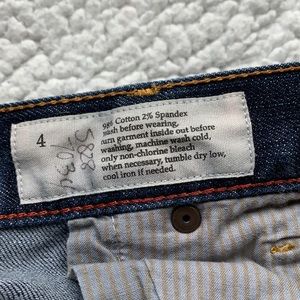 4
Cotton 2% Spandex
wash before wearing,
turn garment inside out before
washing, machine wash cold,
only non-chlorine bleach
when necessary, tumble dry low,
cool iron if needed.
5828